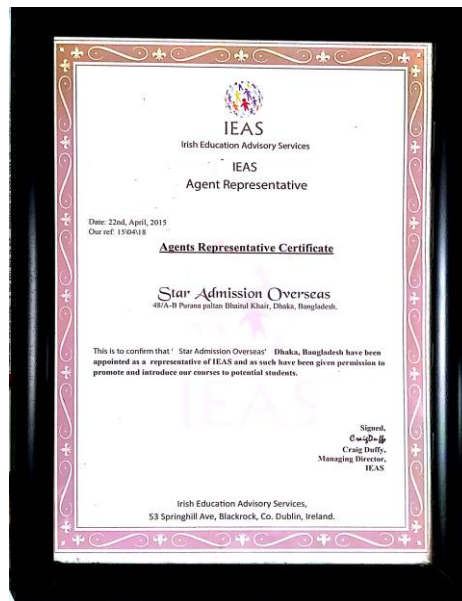 IEAS
Irish Education Advisory Services
IEAS
Agent Representative
Date: 22nd, April, 2015
Our ref: 15\04\18
Agents Representative Certificate
Star Admission Overseas
48/A-B Purana paltan Bhaind Khair, Dhaka, Bangladesh.
This is to confirm that ' Star Admission Overseas' Dhaka, Bangladesh have been
appointed as a representative of IEAS and as such have been given permission to
promote and introduce our courses to potential students.
IEAS
Signed,
Craig Duffy
Craig Duffy,
Managing Director,
IEAS
Irish Education Advisory Services,
53 Springhill Ave, Blackrock, Co. Dublin, Ireland.